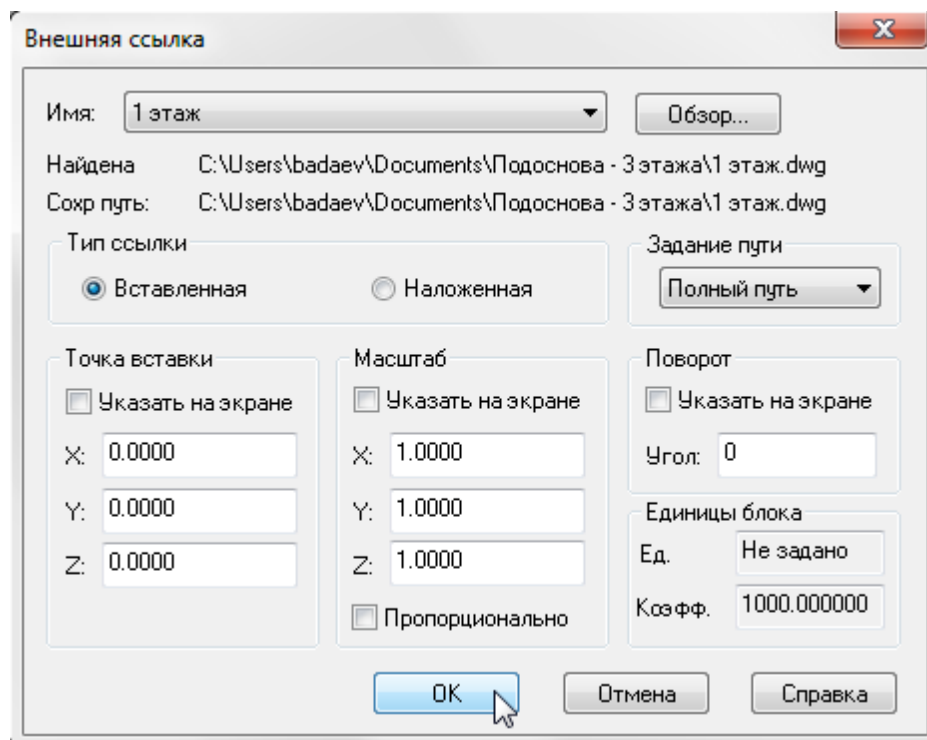 Внешняя ссылка
Имя: 1 этаж Обзор...
Найдена C:\Users\badaev\Documents\Подоснова - 3 этажа\1 этаж.dwg
Сохр путь: C:\Users\badaev\Documents\Подоснова - 3 этажа\1 этаж.dwg
Тип ссылки
Вставленная Наложенная
Задание пути
Полный путь
Точка вставки
Указать на экране
X: 0.0000
Y: 0.0000
Z: 0.0000
Масштаб
Указать на экране
X: 1.0000
Y: 1.0000
Z: 1.0000
Пропорционально
Поворот
Указать на экране
Угол: 0
Единицы блока
Ед. Не задано
Коэфф. 1000.000000
OK Отмена Справка